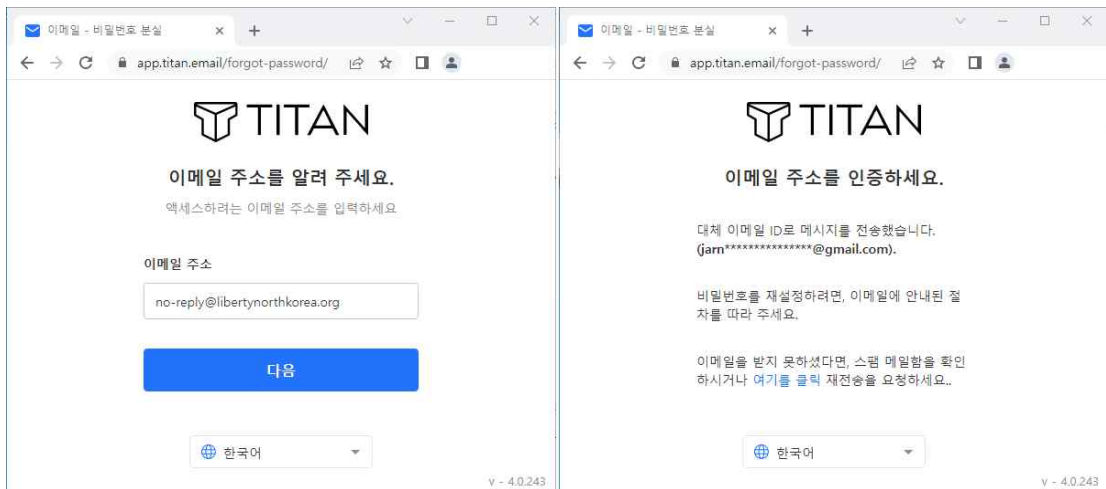 이메일 - 비밀번호 분실
app.titan.email/forgot-password/
TITAN
이메일 주소를 알려 주세요.
액세스하려는 이메일 주소를 입력하세요
이메일 주소
no-reply@libertynorthkorea.org
다음
한국어
v - 4.0.243
이메일 - 비밀번호 분실
app.titan.email/forgot-password/
TITAN
이메일 주소를 인증하세요.
대체 이메일 ID로 메시지를 전송했습니다.
(jarn***************@gmail.com).
비밀번호를 재설정하려면, 이메일에 안내된 절
차를 따라 주세요.
이메일을 받지 못하셨다면, 스팸 메일함을 확인
하시거나 여기를 클릭 재전송을 요청하세요..
한국어
v - 4.0.243